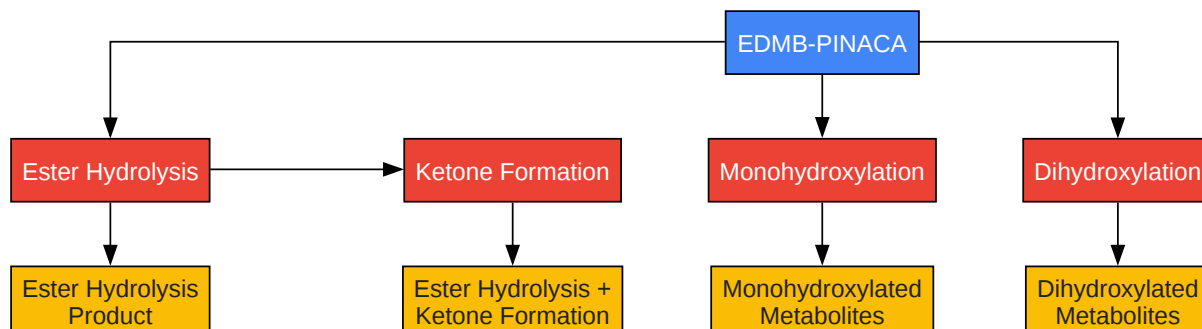 EDMB-PINACA
Ester Hydrolysis
Ketone Formation
Monohydroxylation
Dihydroxylation
Ester Hydrolysis
Product
Ester Hydrolysis +
Ketone Formation
Monohydroxylated
Metabolites
Dihydroxylated
Metabolites